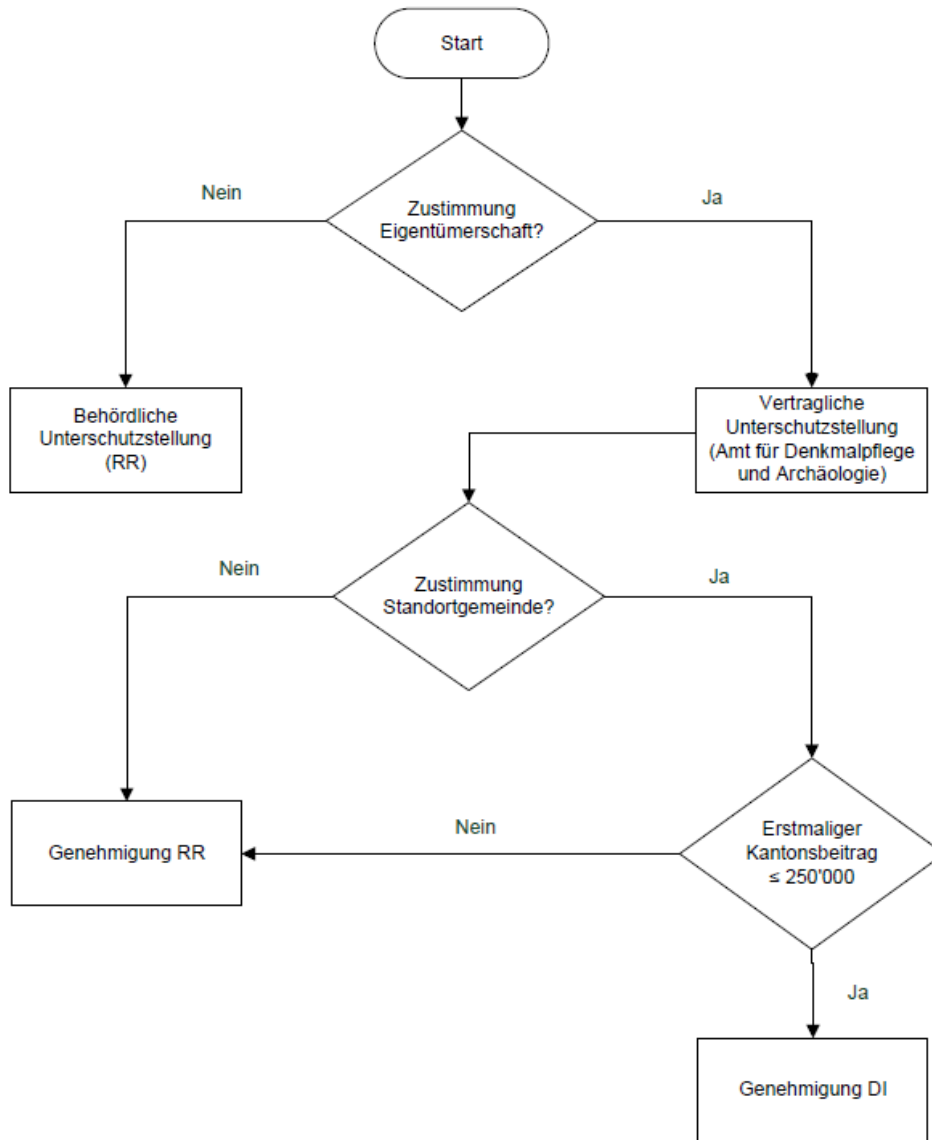 Start
Nein
Zustimmung
Eigentümerschaft?
Ja
Behördliche
Unterschutzstellung
(RR)
Vertragliche
Unterschutzstellung
(Amt für Denkmalpflege
und Archäologie)
Nein
Zustimmung
Standortgemeinde?
Ja
Genehmigung RR
Nein
Erstmaliger
Kantonsbeitrag
≤ 250'000
Ja
Genehmigung DI